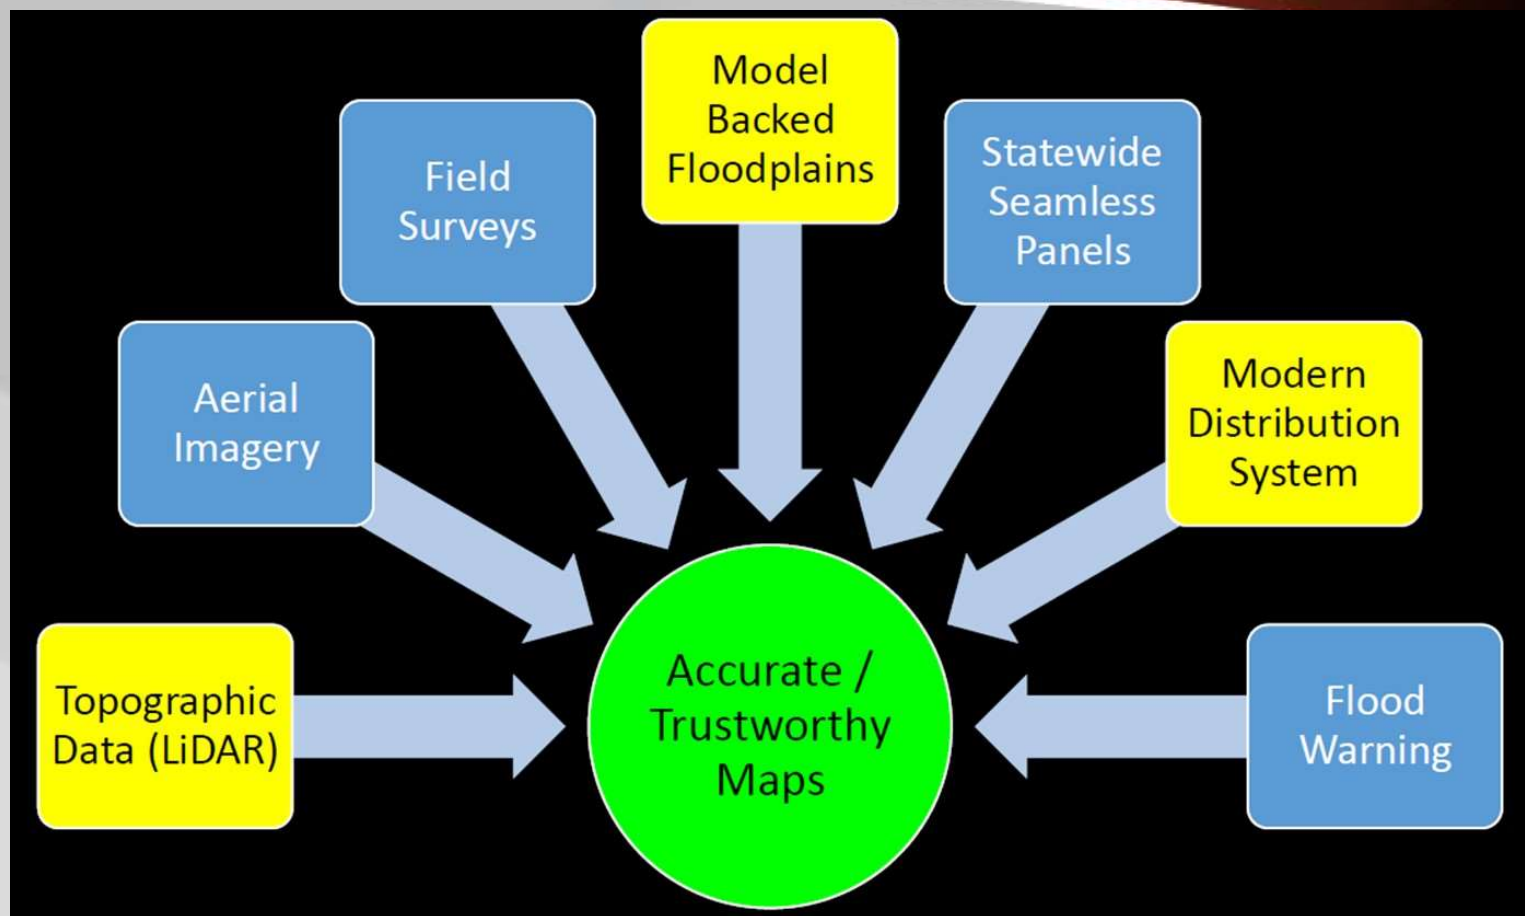 Model
Backed
Floodplains
Field
Surveys
Statewide
Seamless
Panels
Aerial
Imagery
Modern
Distribution
System
Topographic
Data (LiDAR)
Accurate /
Trustworthy
Maps
Flood
Warning